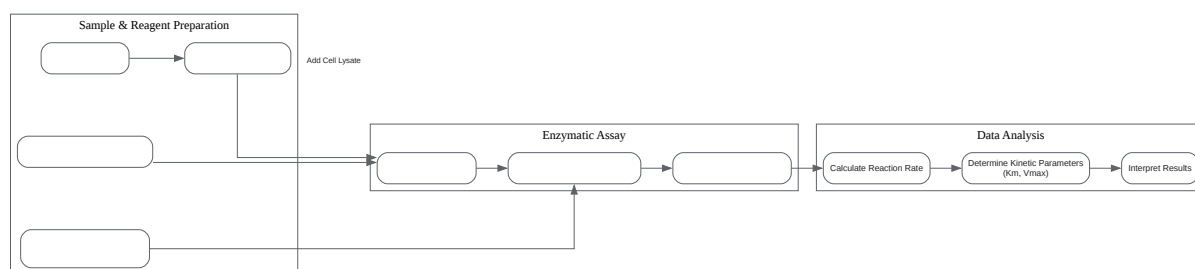 Sample & Reagent Preparation
Add Cell Lysate
Enzymatic Assay
Data Analysis
Calculate Reaction Rate
Determine Kinetic Parameters
(Km, Vmax)
Interpret Results